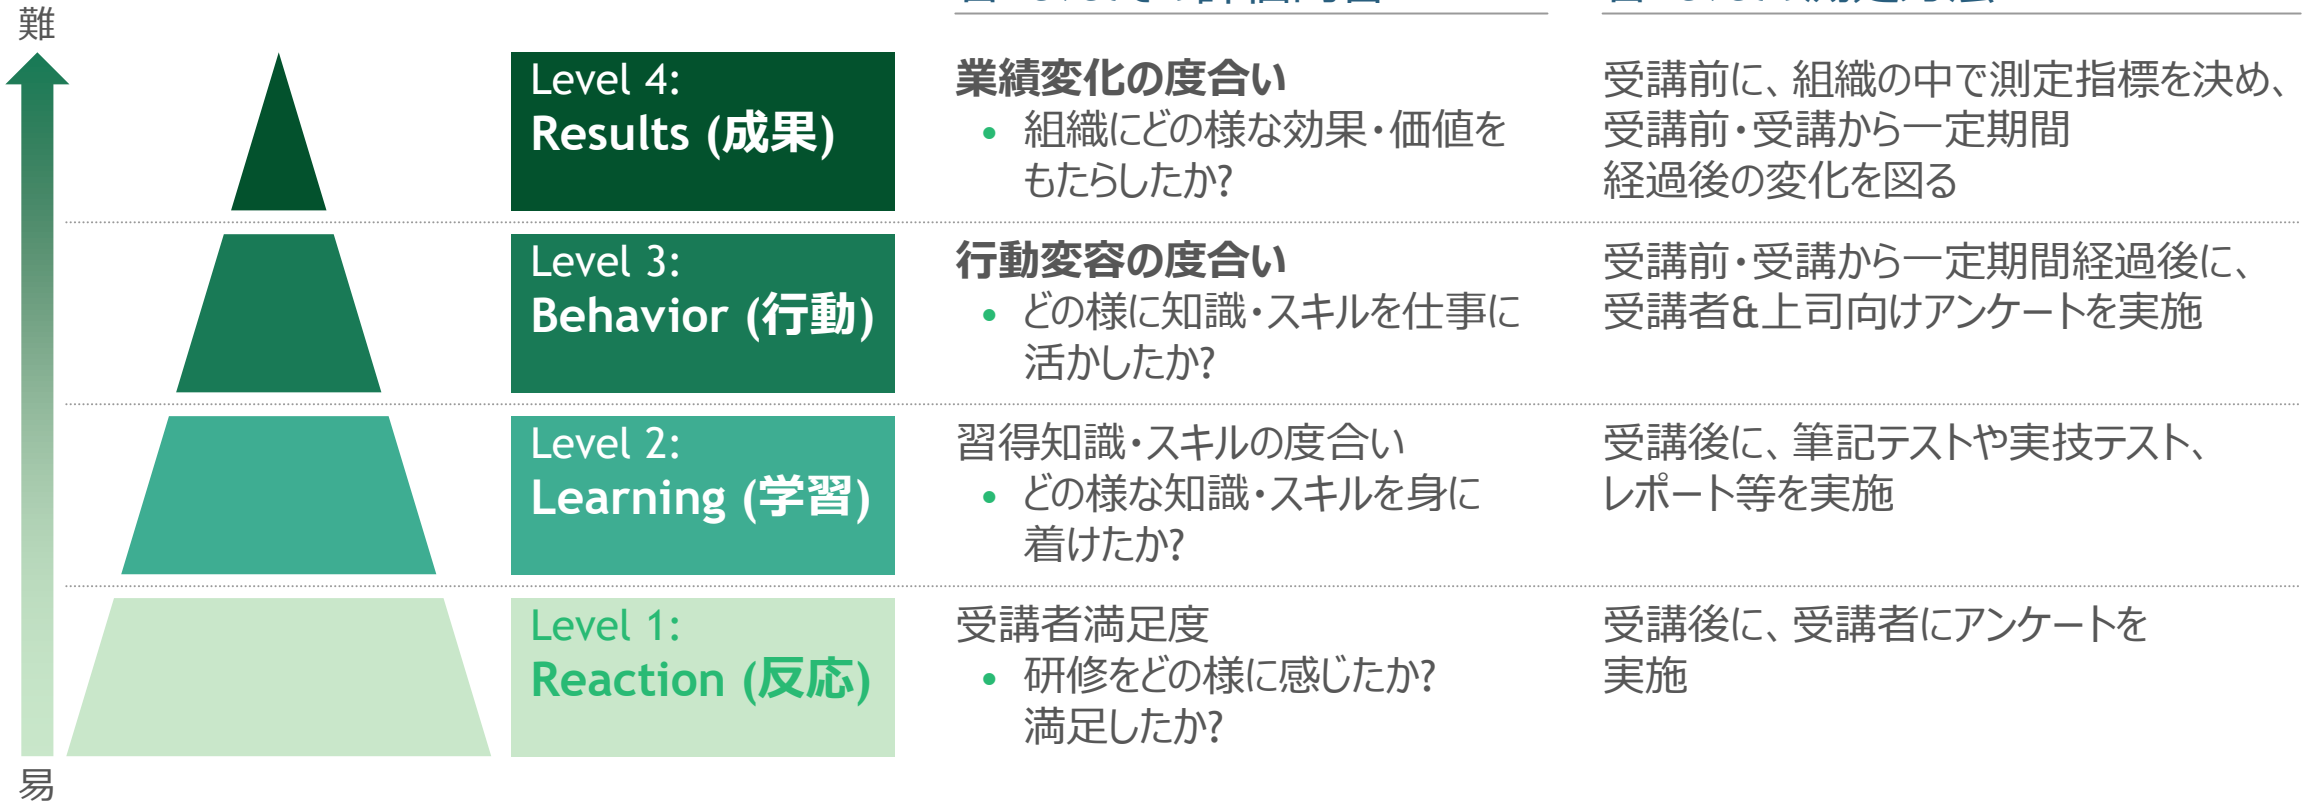 難
Level 4:
Results (成果)
業績変化の度合い
• 組織にどの様な効果・価値を
もたらしたか?
受講前に、組織の中で測定指標を決め、
受講前・受講から一定期間
経過後の変化を図る
Level 3:
Behavior (行動)
行動変容の度合い
• どの様に知識・スキルを仕事に
活かしたか?
受講前・受講から一定期間経過後に、
受講者&上司向けアンケートを実施
Level 2:
Learning (学習)
習得知識・スキルの度合い
• どの様な知識・スキルを身に
着けたか?
受講後に、筆記テストや実技テスト、
レポート等を実施
Level 1:
Reaction (反応)
受講者満足度
• 研修をどの様に感じたか?
満足したか?
受講後に、受講者にアンケートを
実施
易